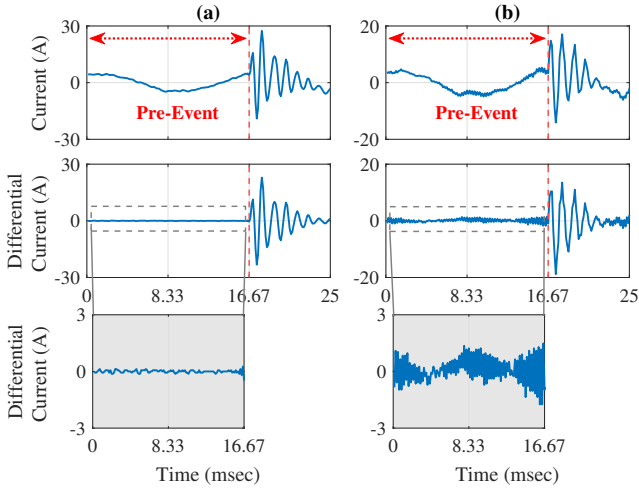 (a) (b)
30 20
Current (A) 0 Current (A) 0
Pre-Event Pre-Event
-30 -20
30 20
Differential Current (A) 0 0
-30 -20
0 8.33 16.67 25 0 8.33 16.67 25
3 3
Differential Current (A) 0 0
-3 -3
0 8.33 16.67 0 8.33 16.67
Time (msec) Time (msec)